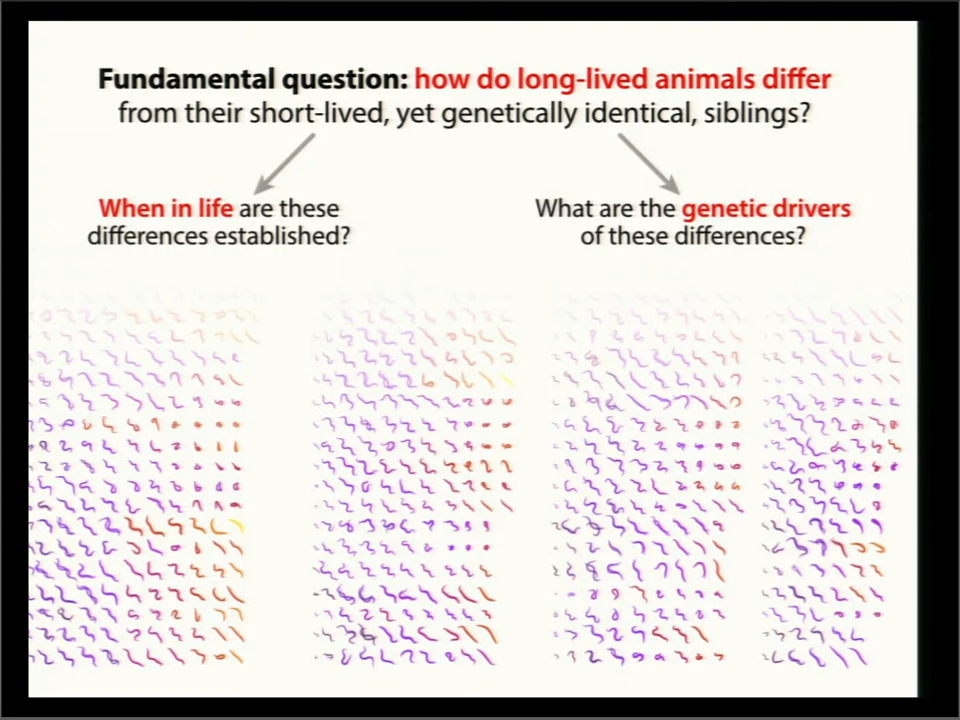 Fundamental question: how do long-lived animals differ
from their short-lived, yet genetically identical, siblings?
When in life are these
differences established?
What are the genetic drivers
of these differences?